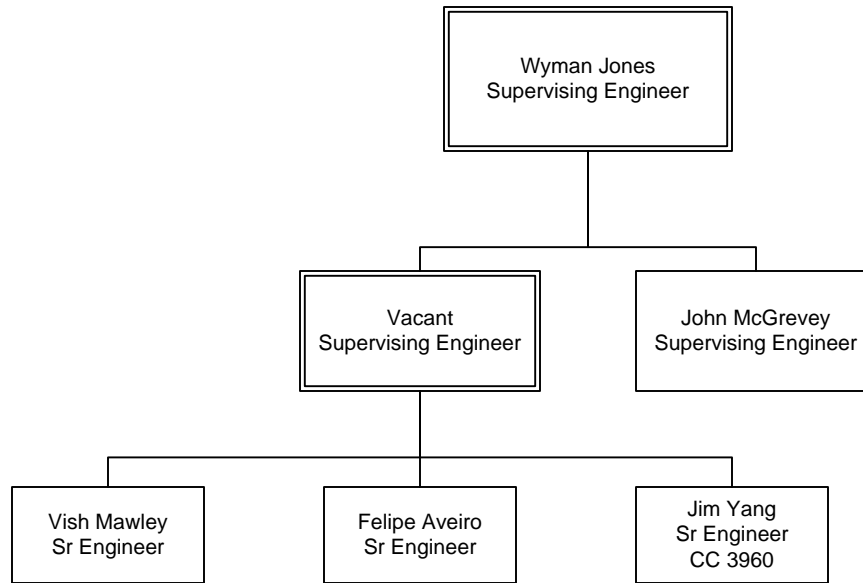 Wyman Jones
Supervising Engineer
Vacant
Supervising Engineer
John McGrevey
Supervising Engineer
Vish Mawley
Sr Engineer
Felipe Aveiro
Sr Engineer
Jim Yang
Sr Engineer
CC 3960